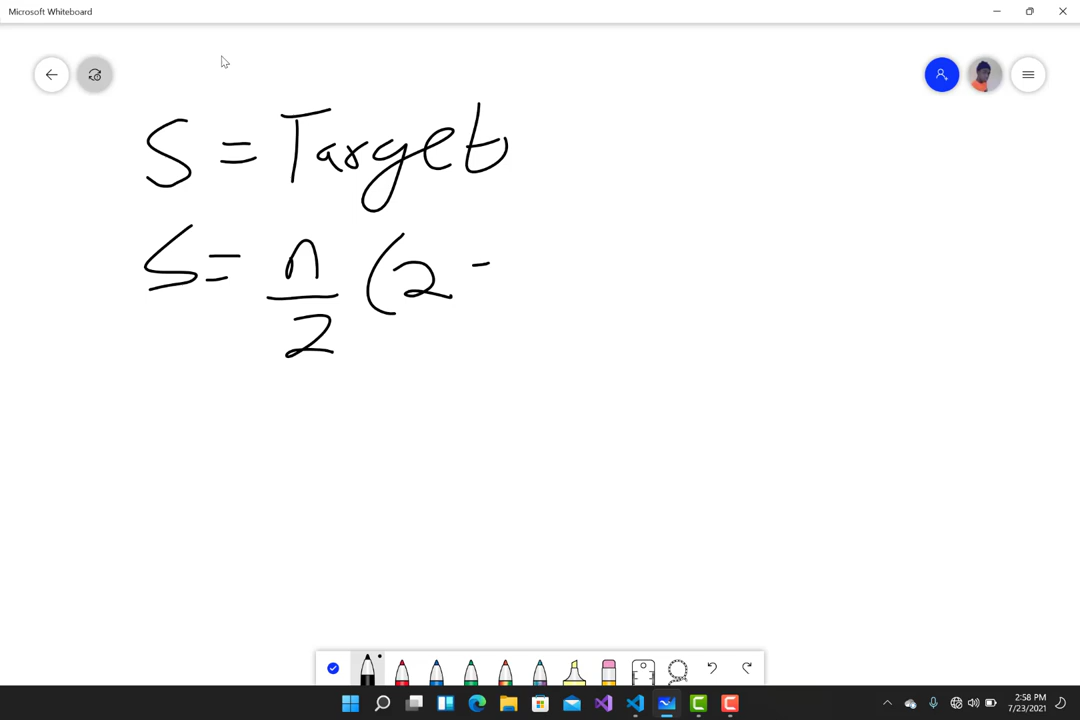 Microsoft Whiteboard
S = Target
S = n/2 (2 -
2:58 PM
7/23/2021